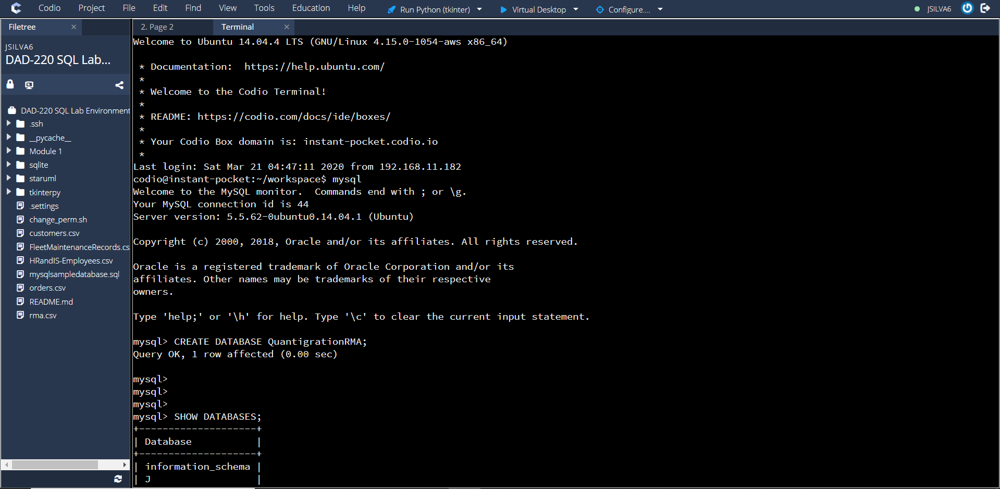 Codio Project File Edit Find View Tools Education Help Run Python (tkinter) Virtual Desktop Configure.... JSILVA6
Filetree
JSILVA6
DAD-220 SQL Lab...
DAD-220 SQL Lab Environment
.ssh
__pycache__
Module 1
sqlite
staruml
tkinterpy
.settings
change_perm.sh
customers.csv
FleetMaintenanceRecords.cs
HRandIS-Employees.csv
mysqlsampledatabase.sql
orders.csv
README.md
rma.csv
2. Page 2 Terminal
Welcome to Ubuntu 14.04.4 LTS (GNU/Linux 4.15.0-1054-aws x86_64)
* Documentation:  https://help.ubuntu.com/
*
* Welcome to the Codio Terminal!
*
* README: https://codio.com/docs/ide/boxes/
*
* Your Codio Box domain is: instant-pocket.codio.io
*
Last login: Sat Mar 21 04:47:11 2020 from 192.168.11.182
codio@instant-pocket:~/workspace$ mysql
Welcome to the MySQL monitor.  Commands end with ; or \g.
Your MySQL connection id is 44
Server version: 5.5.62-0ubuntu0.14.04.1 (Ubuntu)
Copyright (c) 2000, 2018, Oracle and/or its affiliates. All rights reserved.
Oracle is a registered trademark of Oracle Corporation and/or its
affiliates. Other names may be trademarks of their respective
owners.
Type 'help;' or '\h' for help. Type '\c' to clear the current input statement.
mysql> CREATE DATABASE QuantigrationRMA;
Query OK, 1 row affected (0.00 sec)
mysql>
mysql>
mysql>
mysql> SHOW DATABASES;
+--------------------+
| Database           |
+--------------------+
| information_schema |
| J                  |